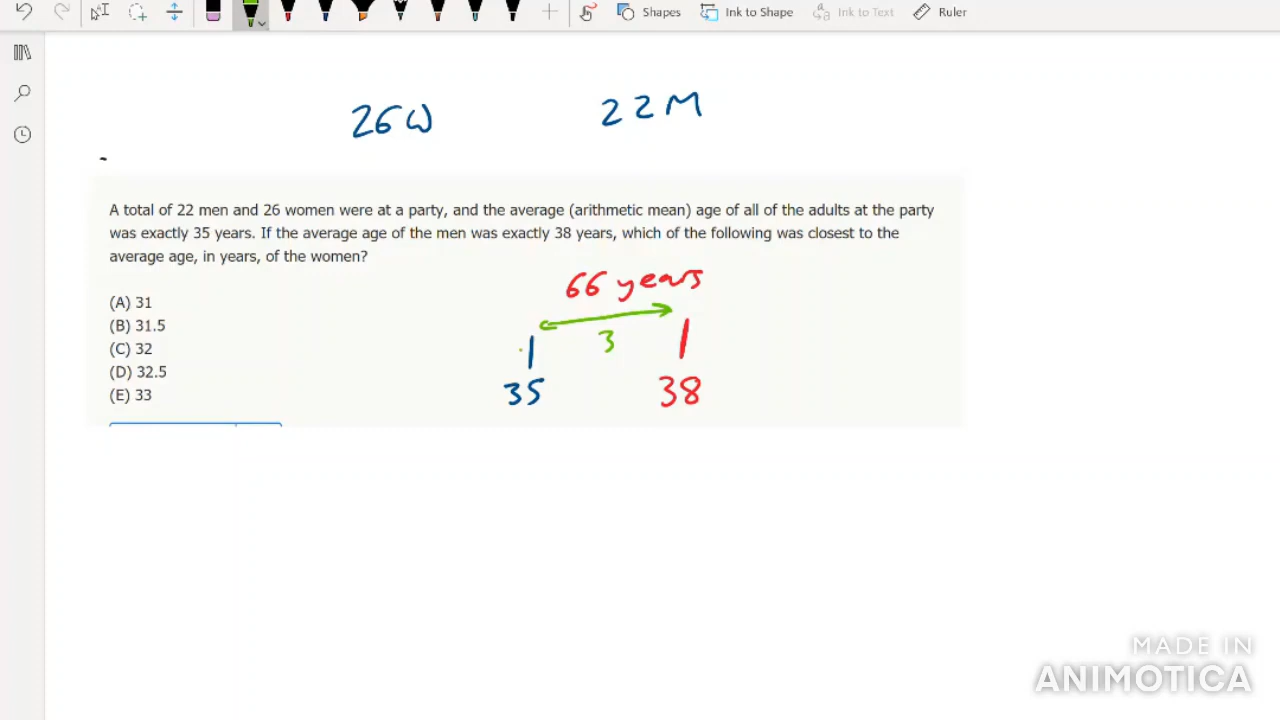 Shapes Ink to Shape Ink to Text Ruler
26W 22M
A total of 22 men and 26 women were at a party, and the average (arithmetic mean) age of all of the adults at the party
was exactly 35 years. If the average age of the men was exactly 38 years, which of the following was closest to the
average age, in years, of the women?
66 years
(A) 31
(B) 31.5
3
(C) 32
(D) 32.5
35 38
(E) 33
MADE IN
ANIMOTICA